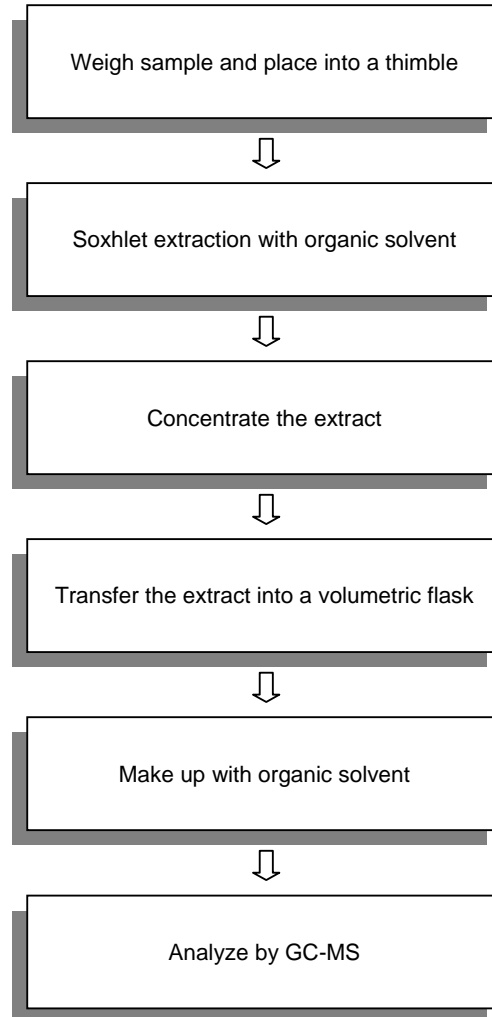 Weigh sample and place into a thimble
Soxhlet extraction with organic solvent
Concentrate the extract
Transfer the extract into a volumetric flask
Make up with organic solvent
Analyze by GC-MS